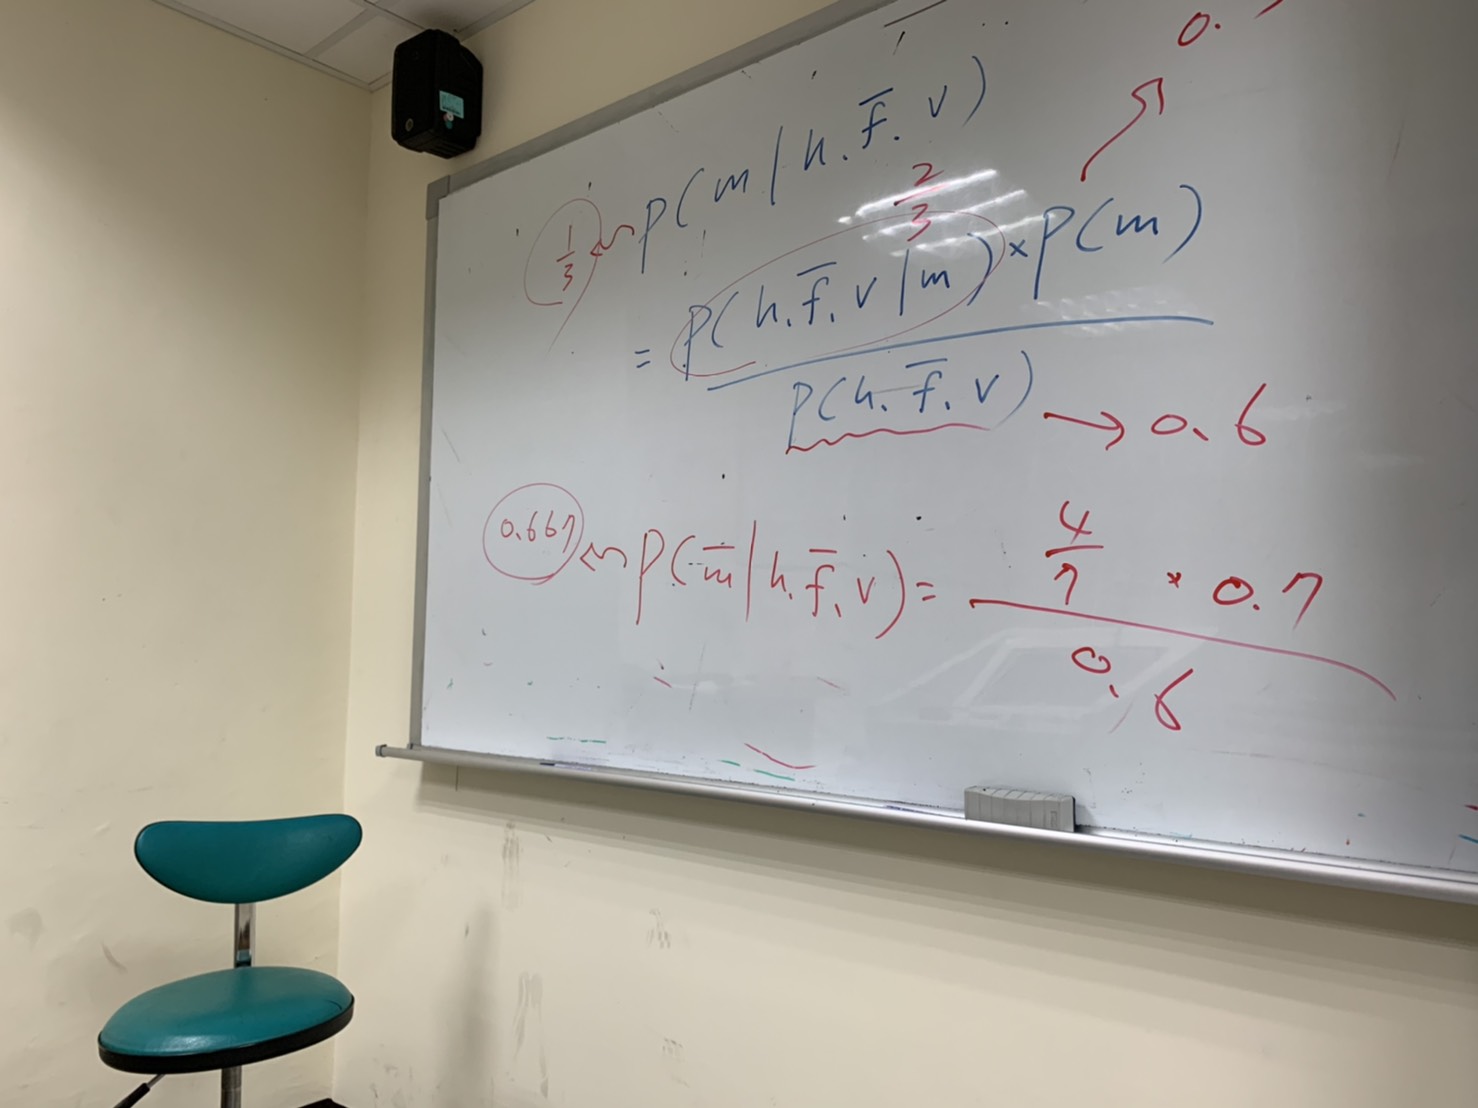 0.
P(m|h.f̅.v)
1/3
2/3
= P(h.f̅.v|m) × P(m)
P(h.f̅.v) → 0.6
0.667 P(m̅|h.f̅.v) = 4/7 * 0.7
0.6